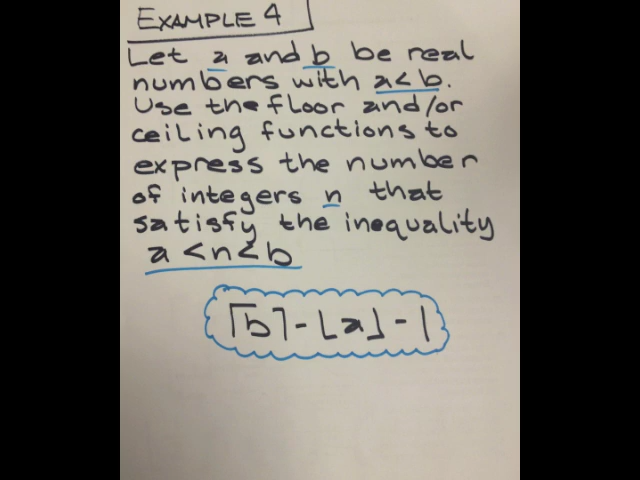 EXAMPLE 4
Let a and b be real
numbers with a < b.
Use the floor and/or
ceiling functions to
express the number
of integers n that
satisfy the inequality
a < n < b
⌈b⌉ - ⌊a⌋ - 1